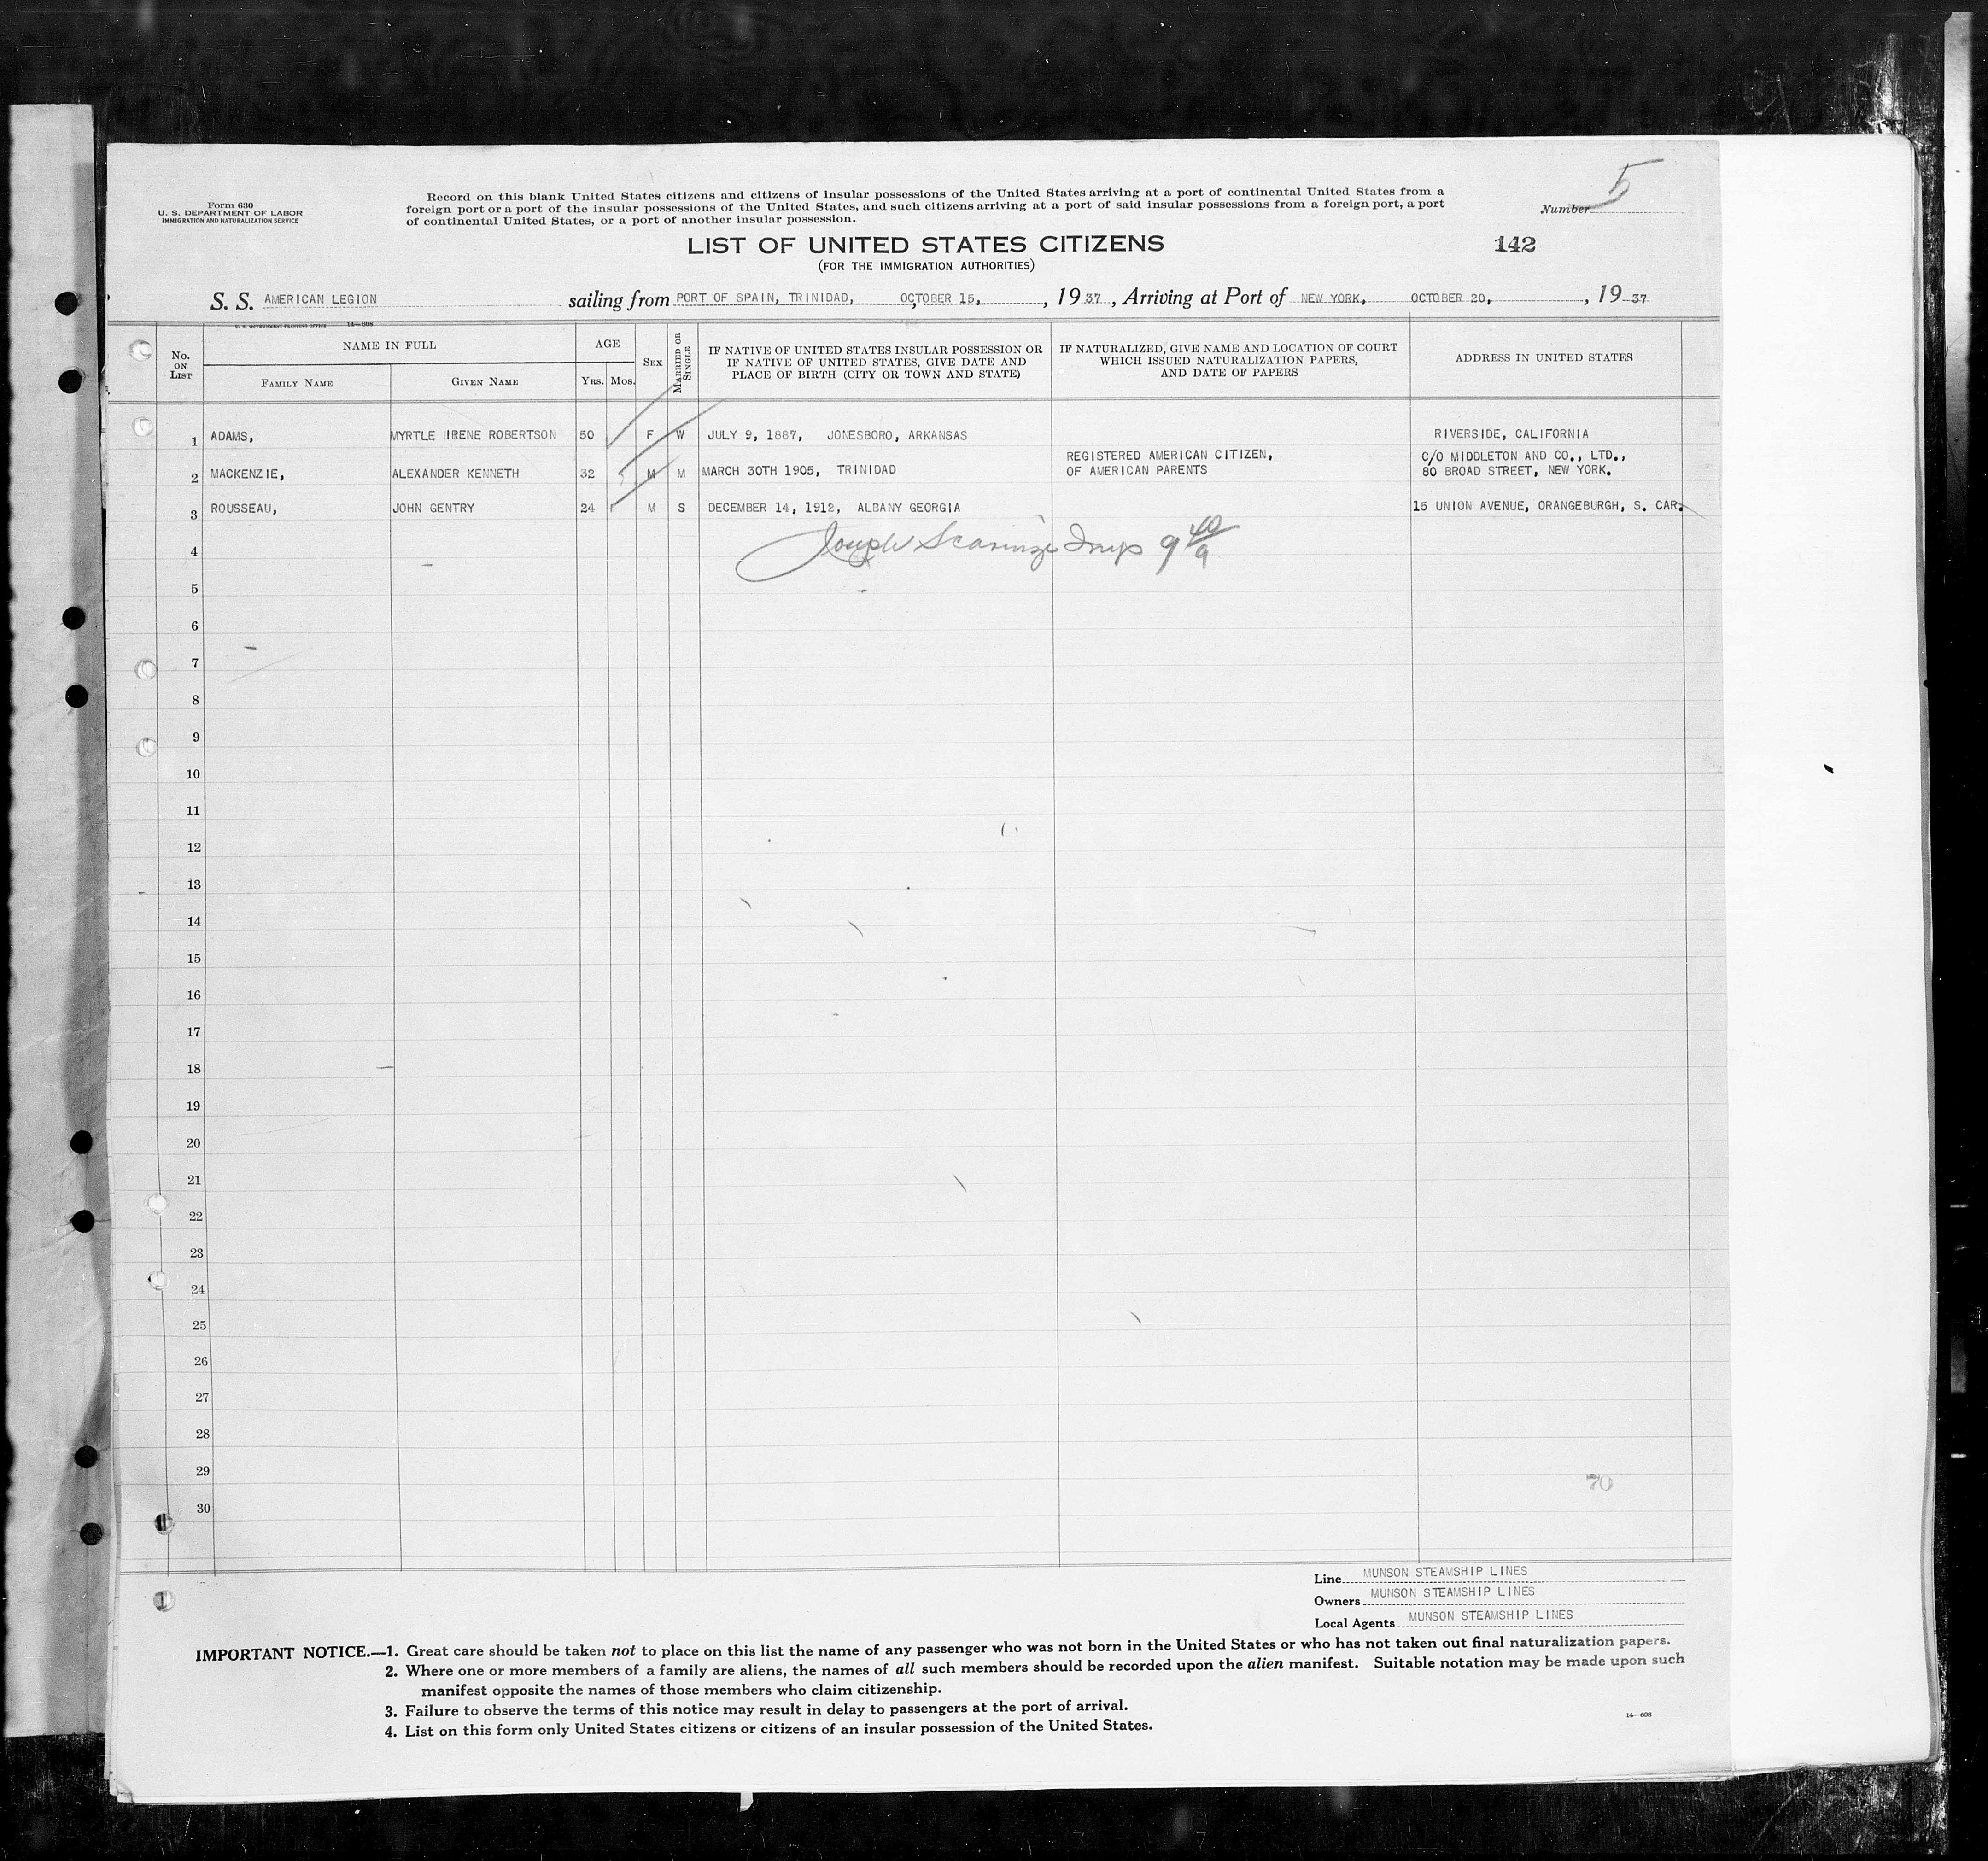 Form 630
U. S. DEPARTMENT OF LABOR
IMMIGRATION AND NATURALIZATION SERVICE
Record on this blank United States citizens and citizens of insular possessions of the United States arriving at a port of continental United States from a
foreign port or a port of the insular possessions of the United States, and such citizens arriving at a port of said insular possessions from a foreign port, a port
of continental United States, or a port of another insular possession.
Number 5
LIST OF UNITED STATES CITIZENS
142
(FOR THE IMMIGRATION AUTHORITIES)
S. S. AMERICAN LEGION sailing from PORT OF SPAIN, TRINIDAD, OCTOBER 15, , 1937, Arriving at Port of NEW YORK, OCTOBER 20, , 1937
U. S. GOVERNMENT PRINTING OFFICE 14—608
No. ON LIST
NAME IN FULL
FAMILY NAME
GIVEN NAME
AGE
YRS. MOS.
SEX
MARRIED OR SINGLE
IF NATIVE OF UNITED STATES INSULAR POSSESSION OR
IF NATIVE OF UNITED STATES, GIVE DATE AND
PLACE OF BIRTH (CITY OR TOWN AND STATE)
IF NATURALIZED, GIVE NAME AND LOCATION OF COURT
WHICH ISSUED NATURALIZATION PAPERS,
AND DATE OF PAPERS
ADDRESS IN UNITED STATES
1 ADAMS, MYRTLE IRENE ROBERTSON 50 F W JULY 9, 1887, JONESBORO, ARKANSAS RIVERSIDE, CALIFORNIA
2 MACKENZIE, ALEXANDER KENNETH 32 M M MARCH 30TH 1905, TRINIDAD REGISTERED AMERICAN CITIZEN,
OF AMERICAN PARENTS
C/O MIDDLETON AND CO., LTD.,
80 BROAD STREET, NEW YORK.
3 ROUSSEAU, JOHN GENTRY 24 M S DECEMBER 14, 1912, ALBANY GEORGIA 15 UNION AVENUE, ORANGEBURGH, S. CAR.
4 Joseph 9 40/9
5
6
7
8
9
10
11
12
13
14
15
16
17
18
19
20
21
22
23
24
25
26
27
28
29
70
30
Line MUNSON STEAMSHIP LINES
Owners MUNSON STEAMSHIP LINES
Local Agents MUNSON STEAMSHIP LINES
IMPORTANT NOTICE.—1. Great care should be taken not to place on this list the name of any passenger who was not born in the United States or who has not taken out final naturalization papers.
2. Where one or more members of a family are aliens, the names of all such members should be recorded upon the alien manifest. Suitable notation may be made upon such
manifest opposite the names of those members who claim citizenship.
3. Failure to observe the terms of this notice may result in delay to passengers at the port of arrival.
4. List on this form only United States citizens or citizens of an insular possession of the United States.
14—608